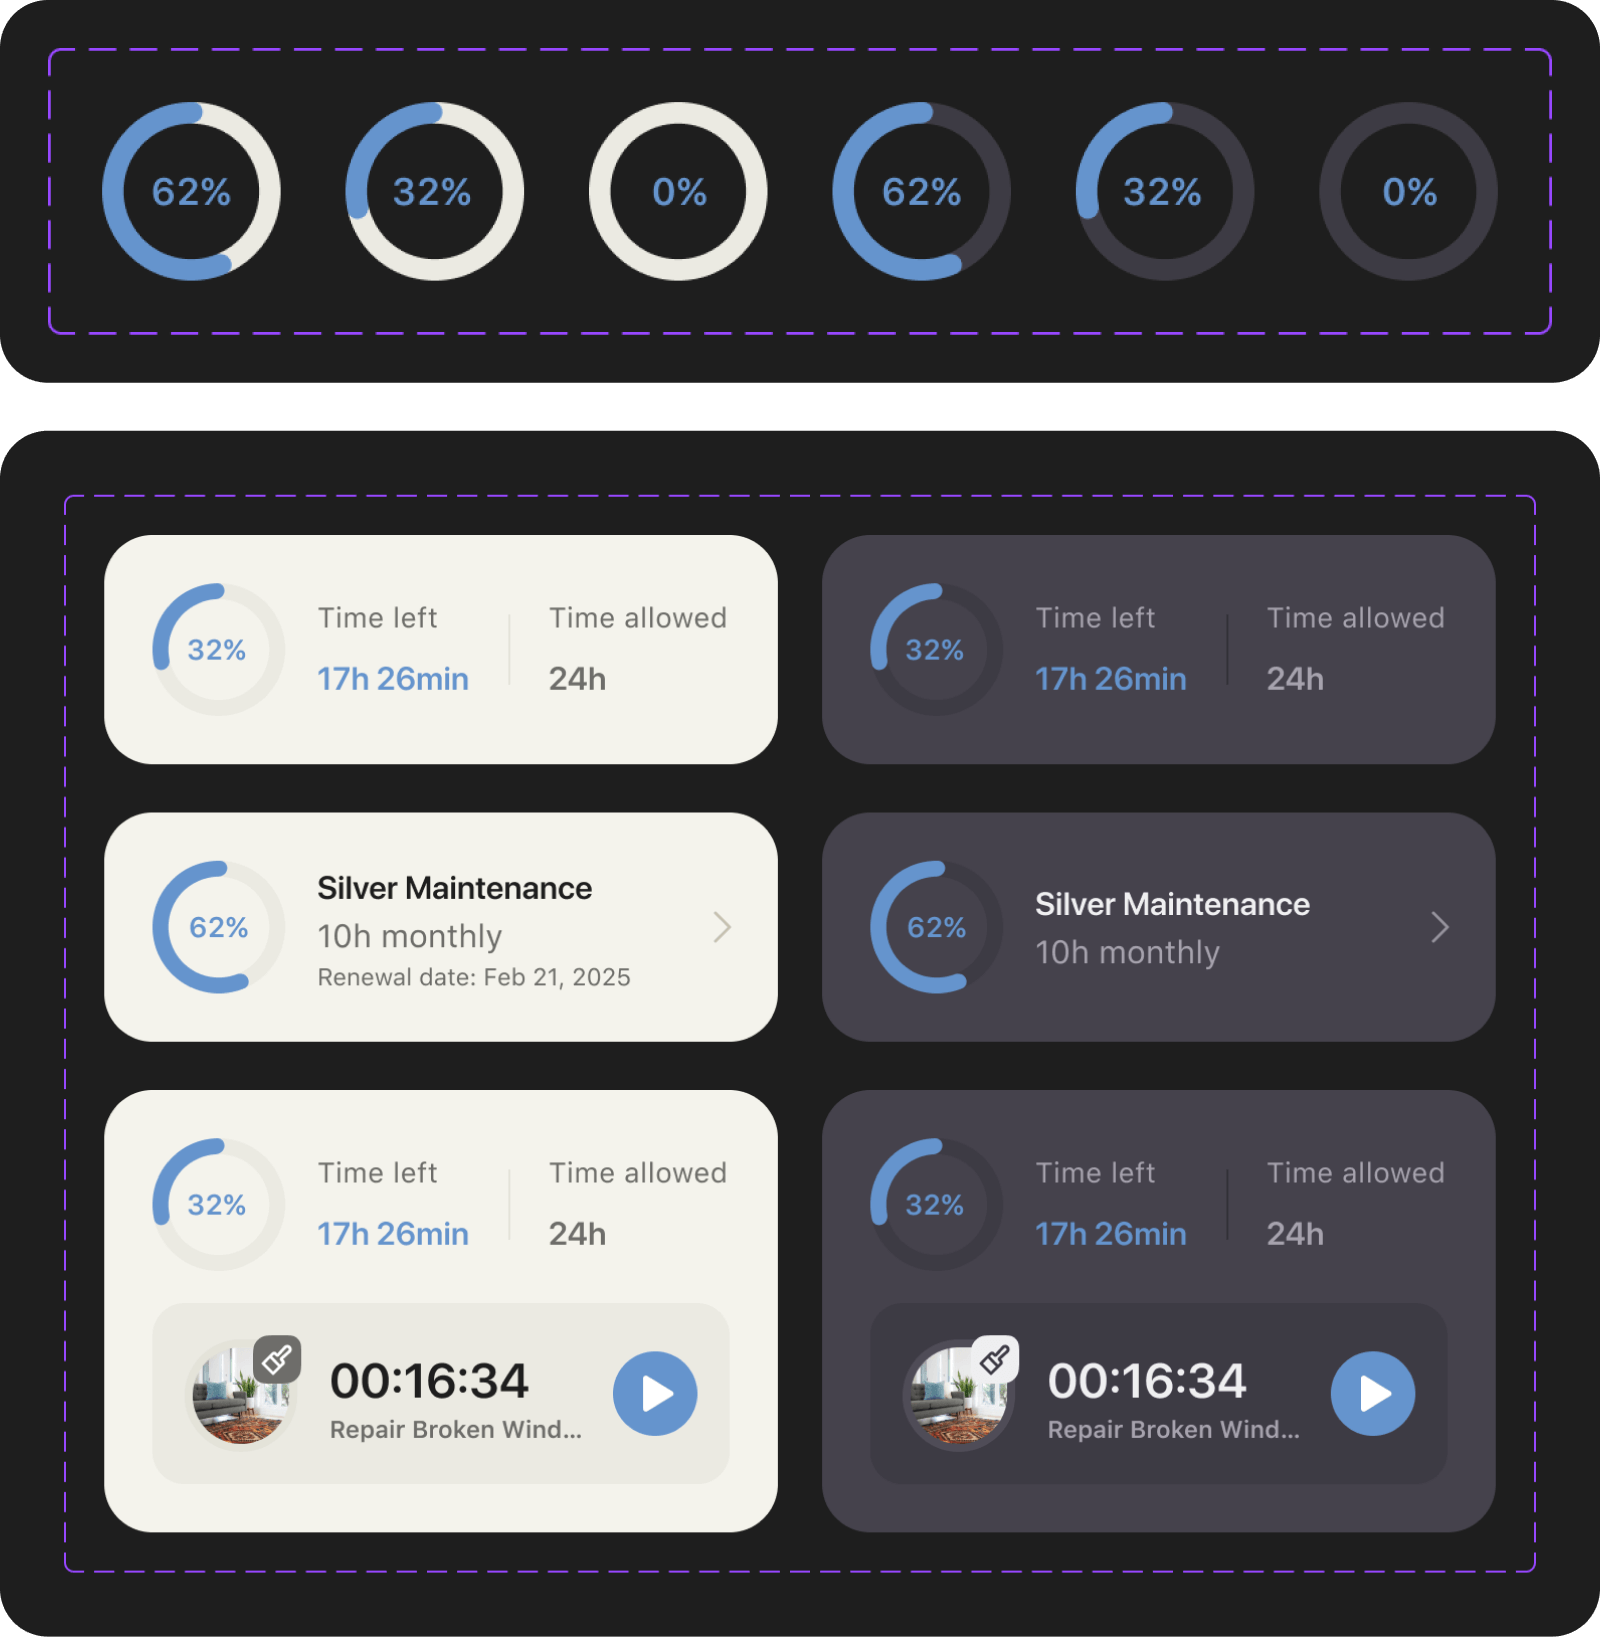 62% 32% 0% 62% 32% 0%
32%
Time left
17h 26min
Time allowed
24h
32%
Time left
17h 26min
Time allowed
24h
62%
Silver Maintenance
10h monthly
Renewal date: Feb 21, 2025
62%
Silver Maintenance
10h monthly
32%
Time left
17h 26min
Time allowed
24h
00:16:34
Repair Broken Wind...
32%
Time left
17h 26min
Time allowed
24h
00:16:34
Repair Broken Wind...